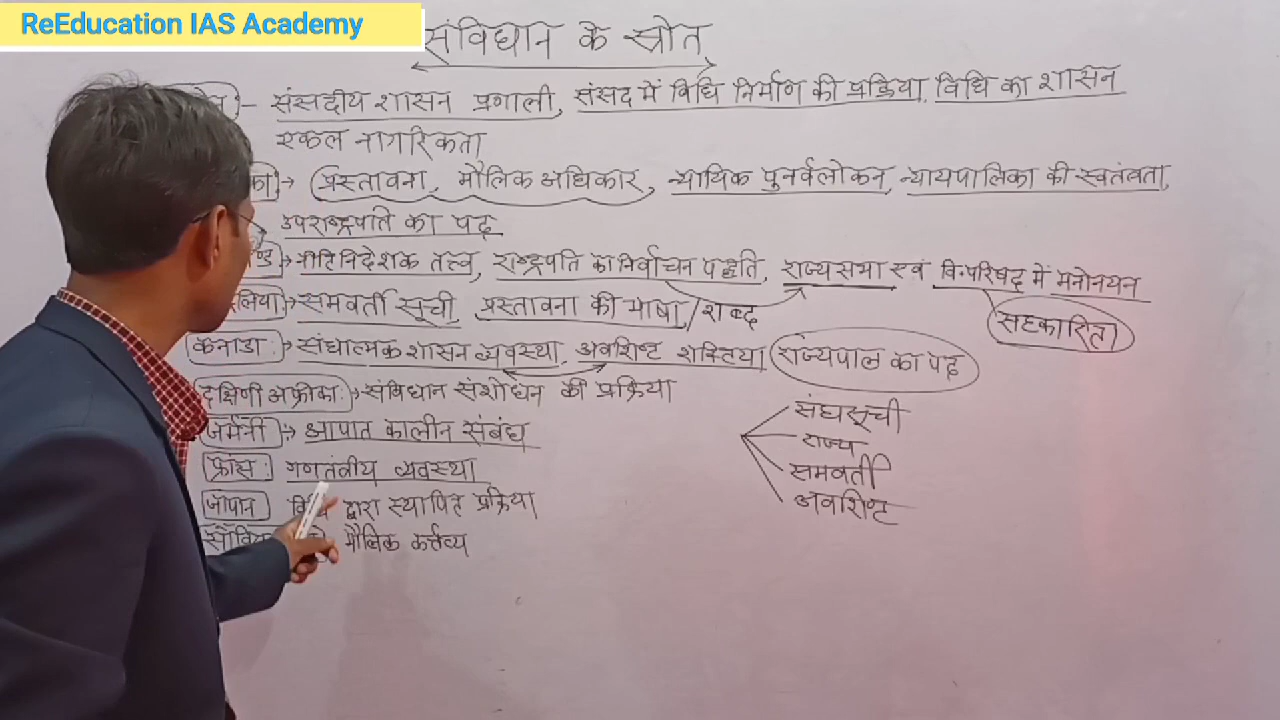 ReEducation IAS Academy
संविधान के स्रोत
– संसदीय शासन प्रणाली, संसद में विधि निर्माण की प्रक्रिया, विधि का शासन
एकल नागरिकता
→ प्रस्तावना, मौलिक अधिकार, न्यायिक पुनर्वलोकन, न्यायपालिका की स्वतंत्रता,
उपराष्ट्रपति का पद
→ नीति निदेशक तत्व, राष्ट्रपति का निर्वाचन पद्धति, राज्यसभा एवं वि.परिषद में मनोनयन
→ समवर्ती सूची, प्रस्तावना की भाषा / शब्द
सहकारिता
कनाडा: → संघात्मक शासन व्यवस्था, अवशिष्ट शक्तियां राज्यपाल का पद
दक्षिणी अफ्रीका: → संविधान संशोधन की प्रक्रिया
संघसूची
जर्मनी → आपात कालीन संबंध
राज्य
फ्रांस: गणतंत्रीय व्यवस्था
समवर्ती
जापान द्वारा स्थापित प्रक्रिया
अवशिष्ट
मौलिक कर्त्तव्य